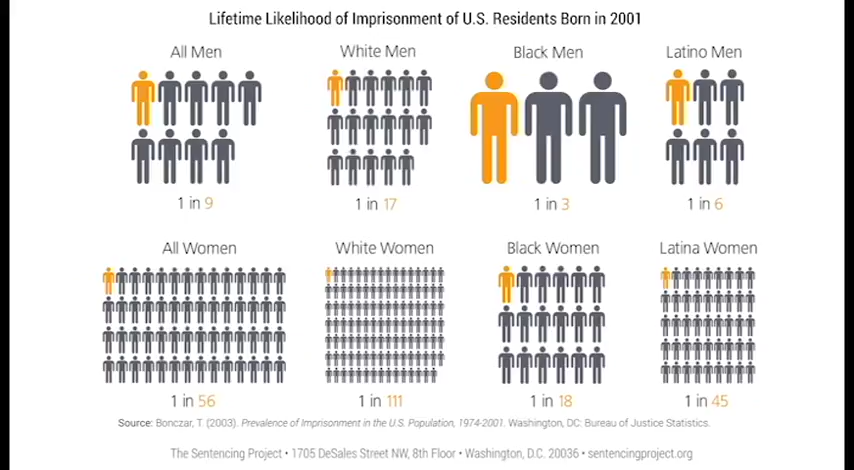 Lifetime Likelihood of Imprisonment of U.S. Residents Born in 2001
All Men
White Men
Black Men
Latino Men
1 in 9
1 in 17
1 in 3
1 in 6
All Women
White Women
Black Women
Latina Women
1 in 56
1 in 111
1 in 18
1 in 45
Source: Bonczar, T. (2003). Prevalence of Imprisonment in the U.S. Population, 1974-2001. Washington, DC: Bureau of Justice Statistics.
The Sentencing Project • 1705 DeSales Street NW, 8th Floor • Washington, D.C. 20036 • sentencingproject.org